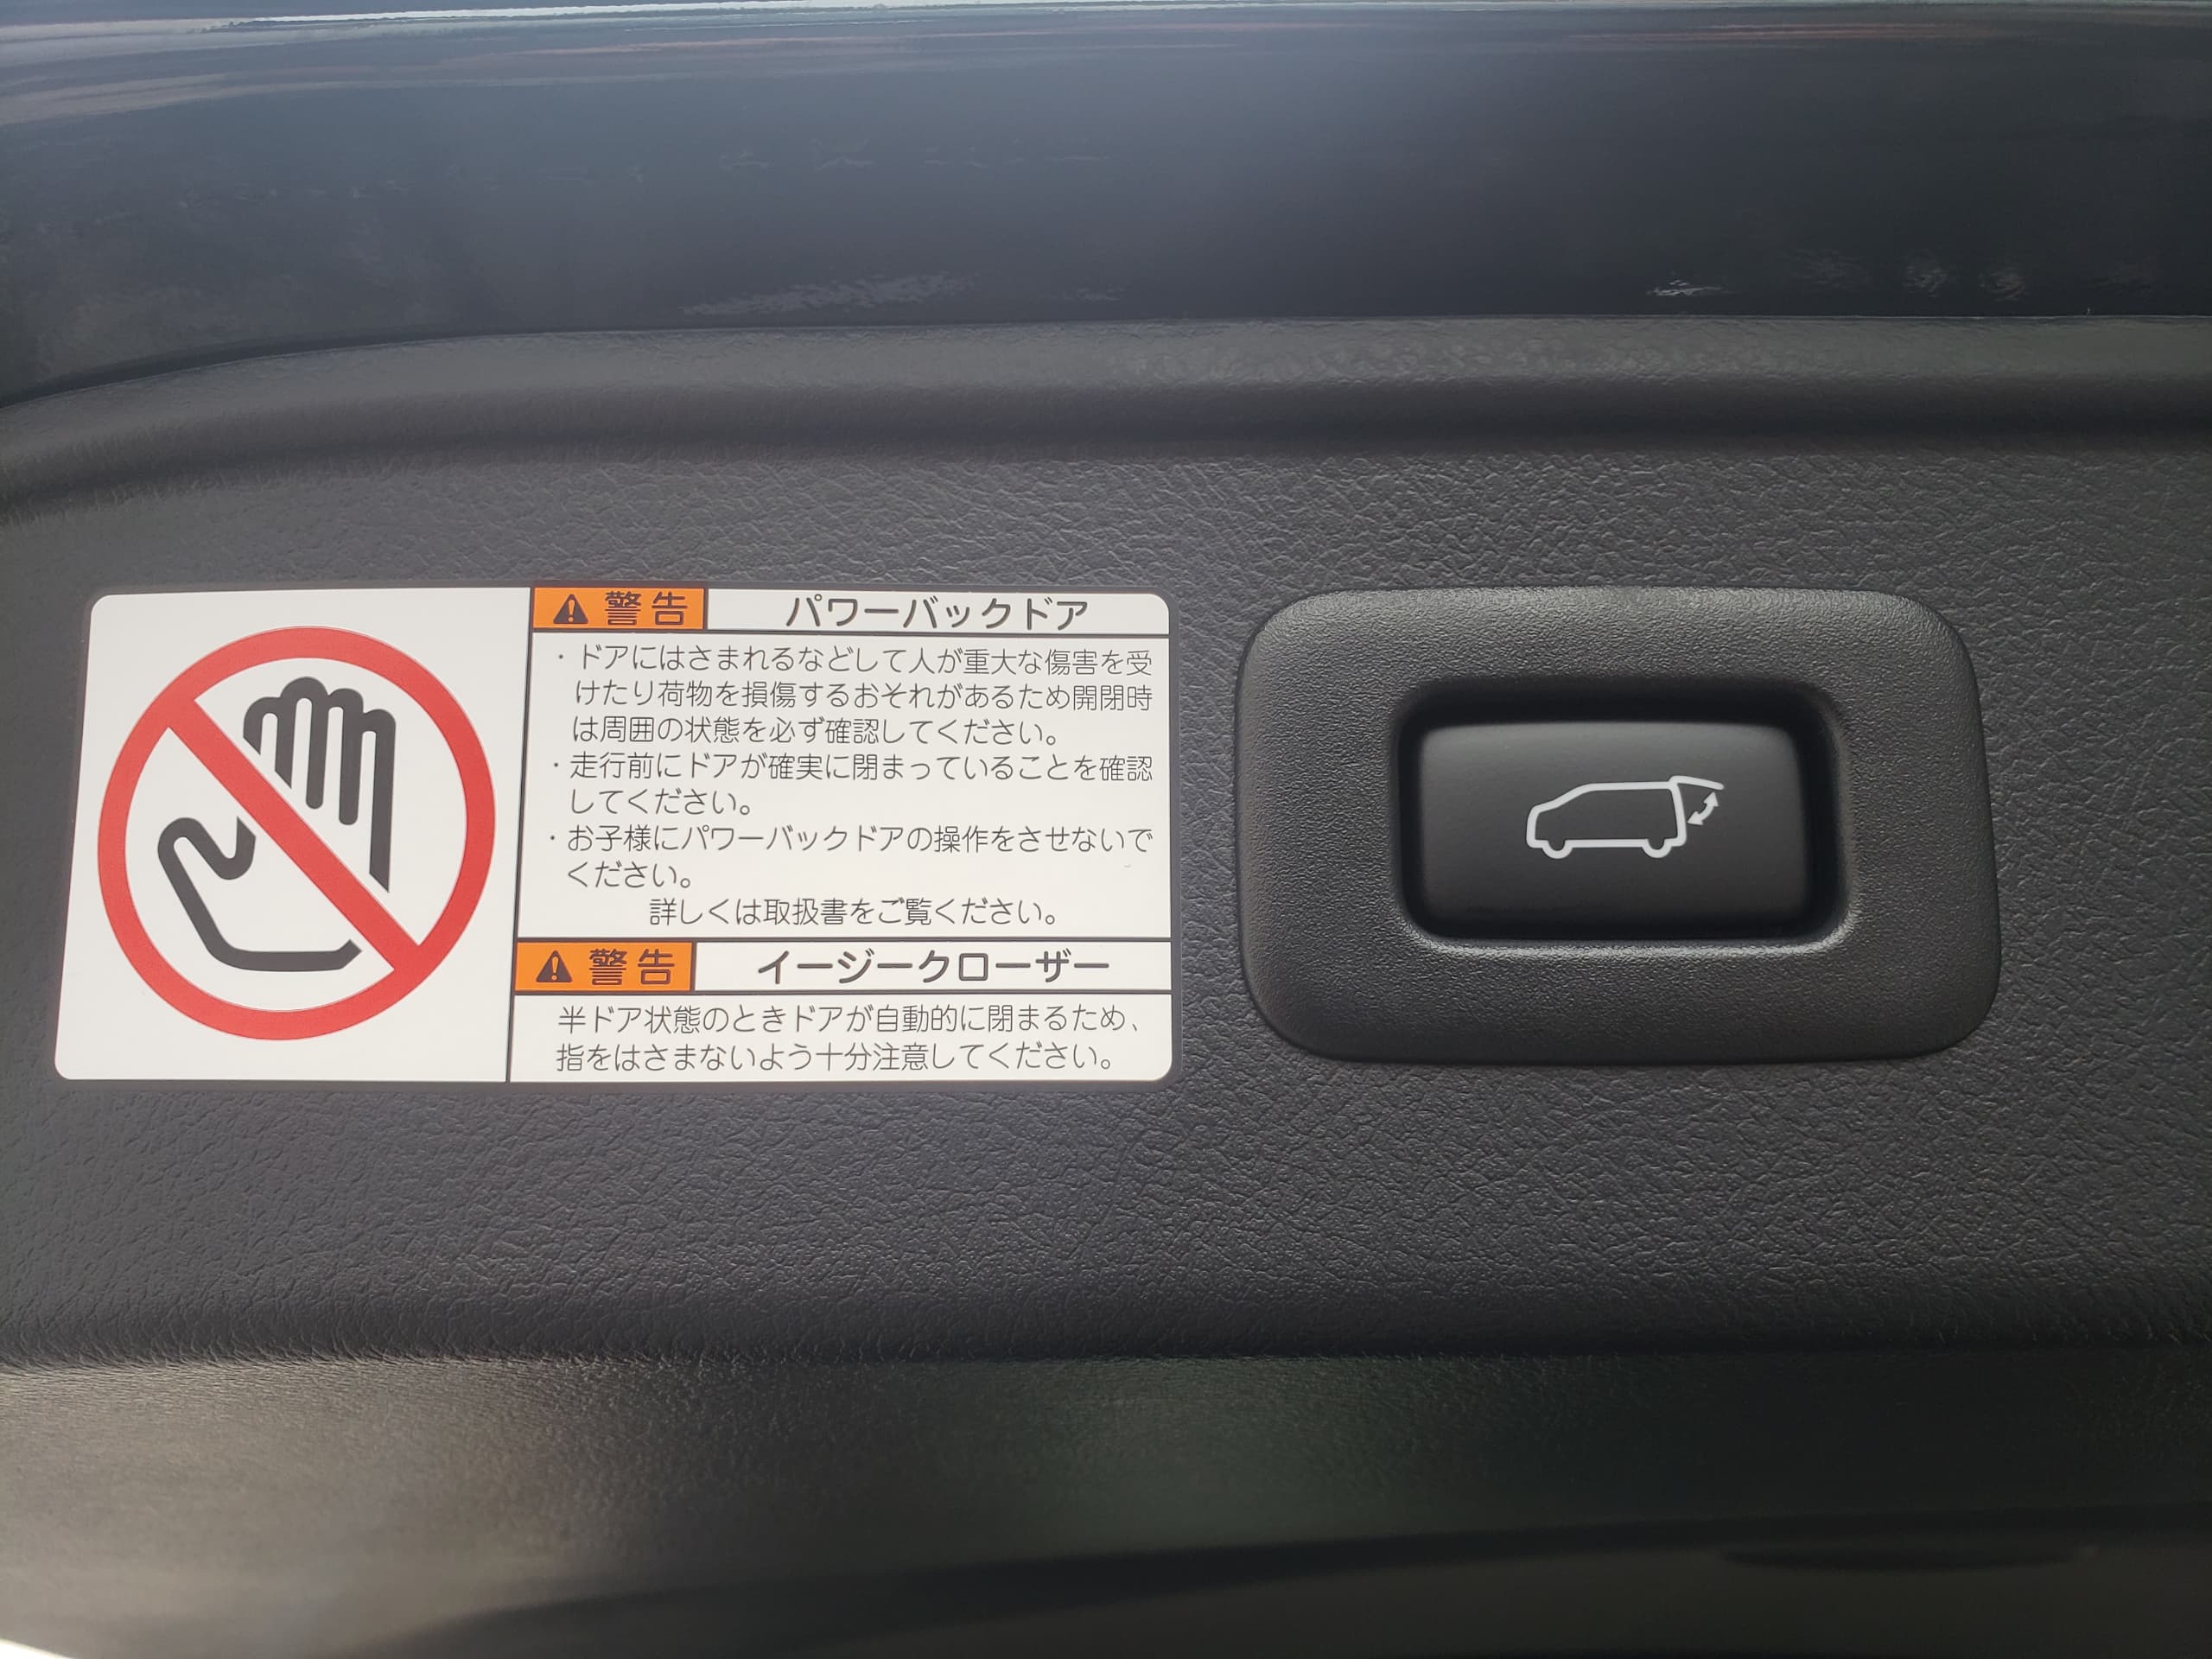 警告 パワーバックドア
・ドアにはさまれるなどして人が重大な傷害を受
けたり荷物を損傷するおそれがあるため開閉時
は周囲の状態を必ず確認してください。
・走行前にドアが確実に閉まっていることを確認
してください。
・お子様にパワーバックドアの操作をさせないで
ください。
詳しくは取扱書をご覧ください。
警告 イージークローザー
半ドア状態のときドアが自動的に閉まるため、
指をはさまないよう十分注意してください。